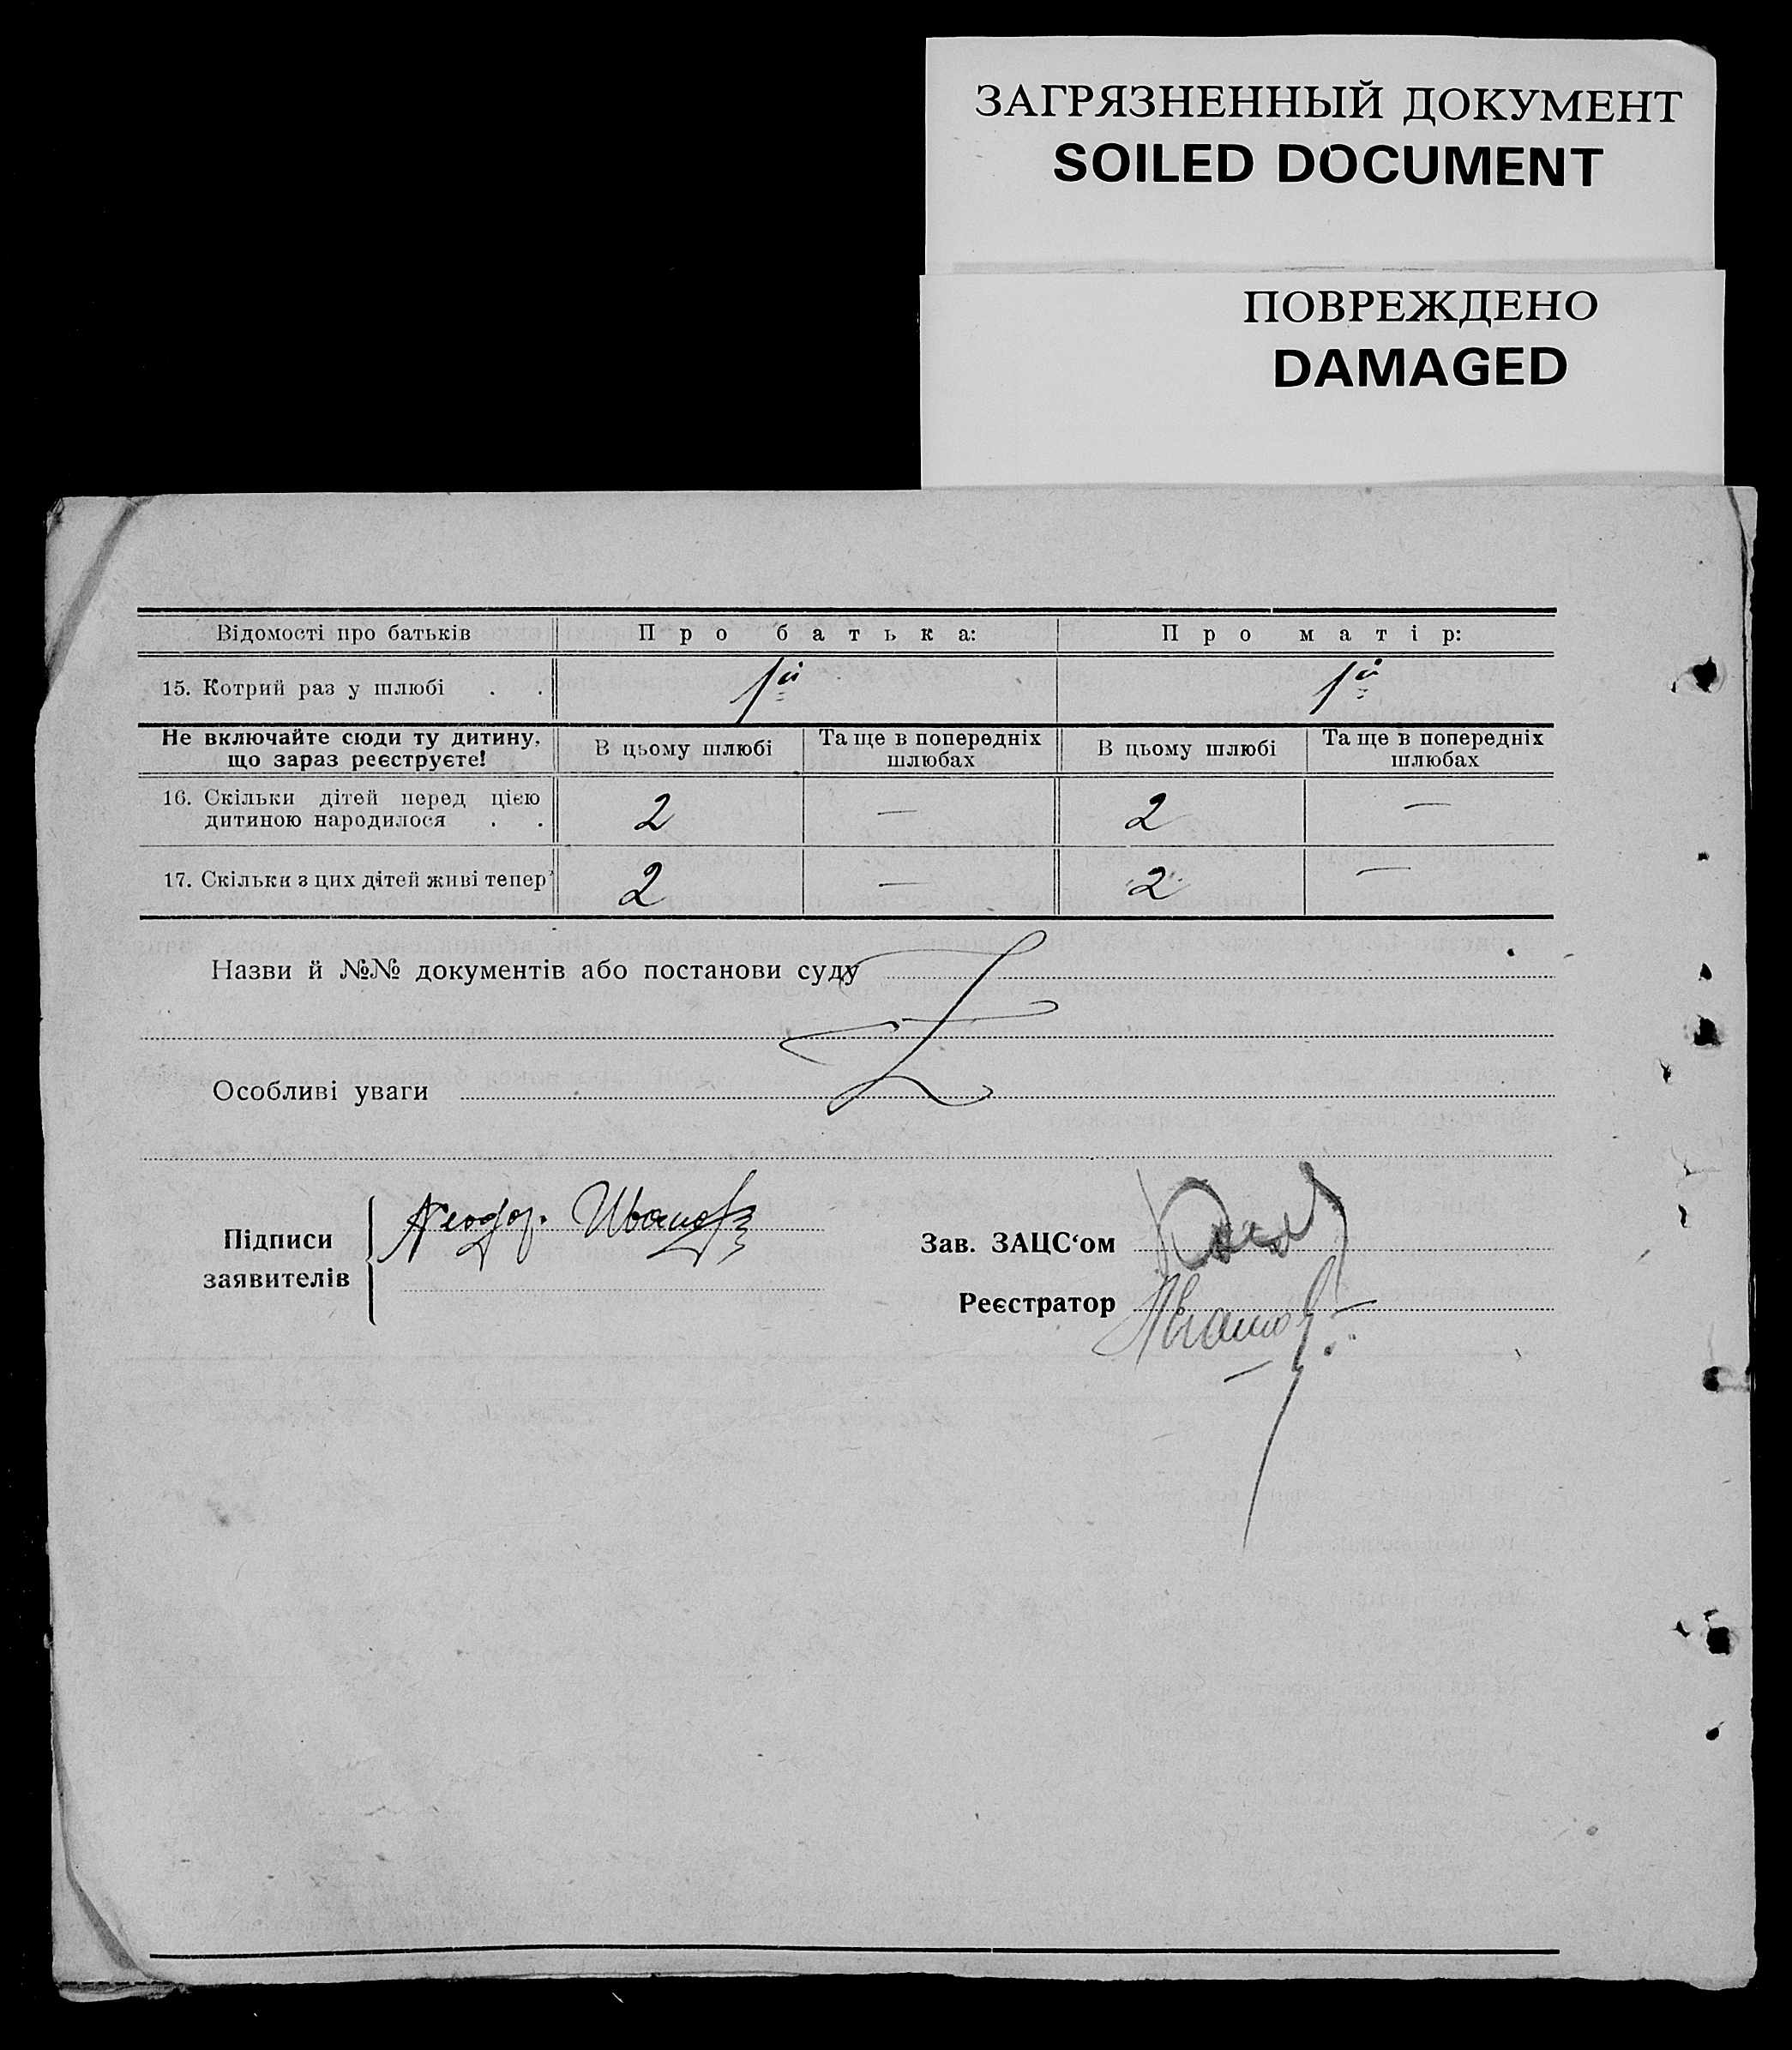 ЗАГРЯЗНЕННЫЙ ДОКУМЕНТ
SOILED DOCUMENT
ПОВРЕЖДЕНО
DAMAGED
Відомості про батьків Про батька: Про матір:
15. Котрий раз у шлюбі . . 1й 1й
Не включайте сюди ту дитину, що зараз реєструєте! В цьому шлюбі Та ще в попередніх шлюбах В цьому шлюбі Та ще в попередніх шлюбах
16. Скільки дітей перед цією дитиною народилося . . 2 — 2 —
17. Скільки з цих дітей живі тепер 2 — 2 —
Назви й №№ документів або постанови суду
Особливі уваги
Підписи заявителів
Зав. ЗАЦС‘ом
Реєстратор